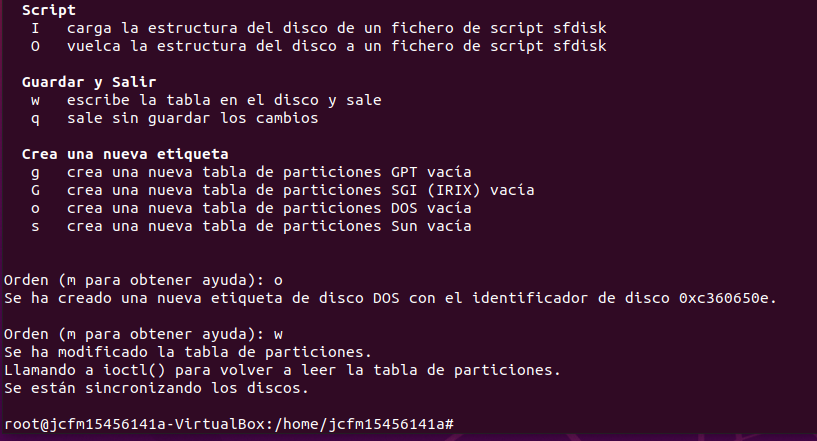 Script
I carga la estructura del disco de un fichero de script sfdisk
O vuelca la estructura del disco a un fichero de script sfdisk
Guardar y Salir
w escribe la tabla en el disco y sale
q sale sin guardar los cambios
Crea una nueva etiqueta
g crea una nueva tabla de particiones GPT vacía
G crea una nueva tabla de particiones SGI (IRIX) vacía
o crea una nueva tabla de particiones DOS vacía
s crea una nueva tabla de particiones Sun vacía
Orden (m para obtener ayuda): o
Se ha creado una nueva etiqueta de disco DOS con el identificador de disco 0xc360650e.
Orden (m para obtener ayuda): w
Se ha modificado la tabla de particiones.
Llamando a ioctl() para volver a leer la tabla de particiones.
Se están sincronizando los discos.
root@jcfm15456141a-VirtualBox:/home/jcfm15456141a#